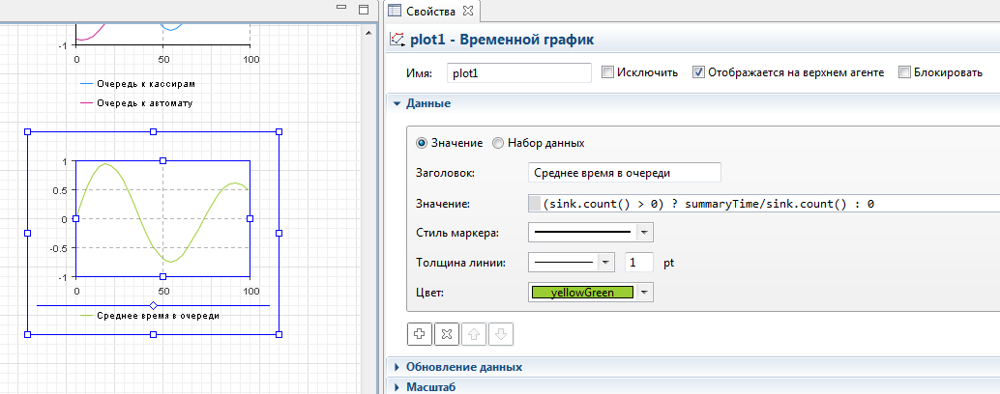 -1
0
50
100
Очередь к кассирам
Очередь к автомату
1
0.5
0
-0.5
-1
0
50
100
Среднее время в очереди
Свойства
plot1 - Временной график
Имя: plot1 Исключить Отображается на верхнем агенте Блокировать
Данные
Значение Набор данных
Заголовок: Среднее время в очереди
Значение: (sink.count() > 0) ? summaryTime/sink.count() : 0
Стиль маркера:
Толщина линии: 1 pt
Цвет: yellowGreen
Обновление данных
Масштаб